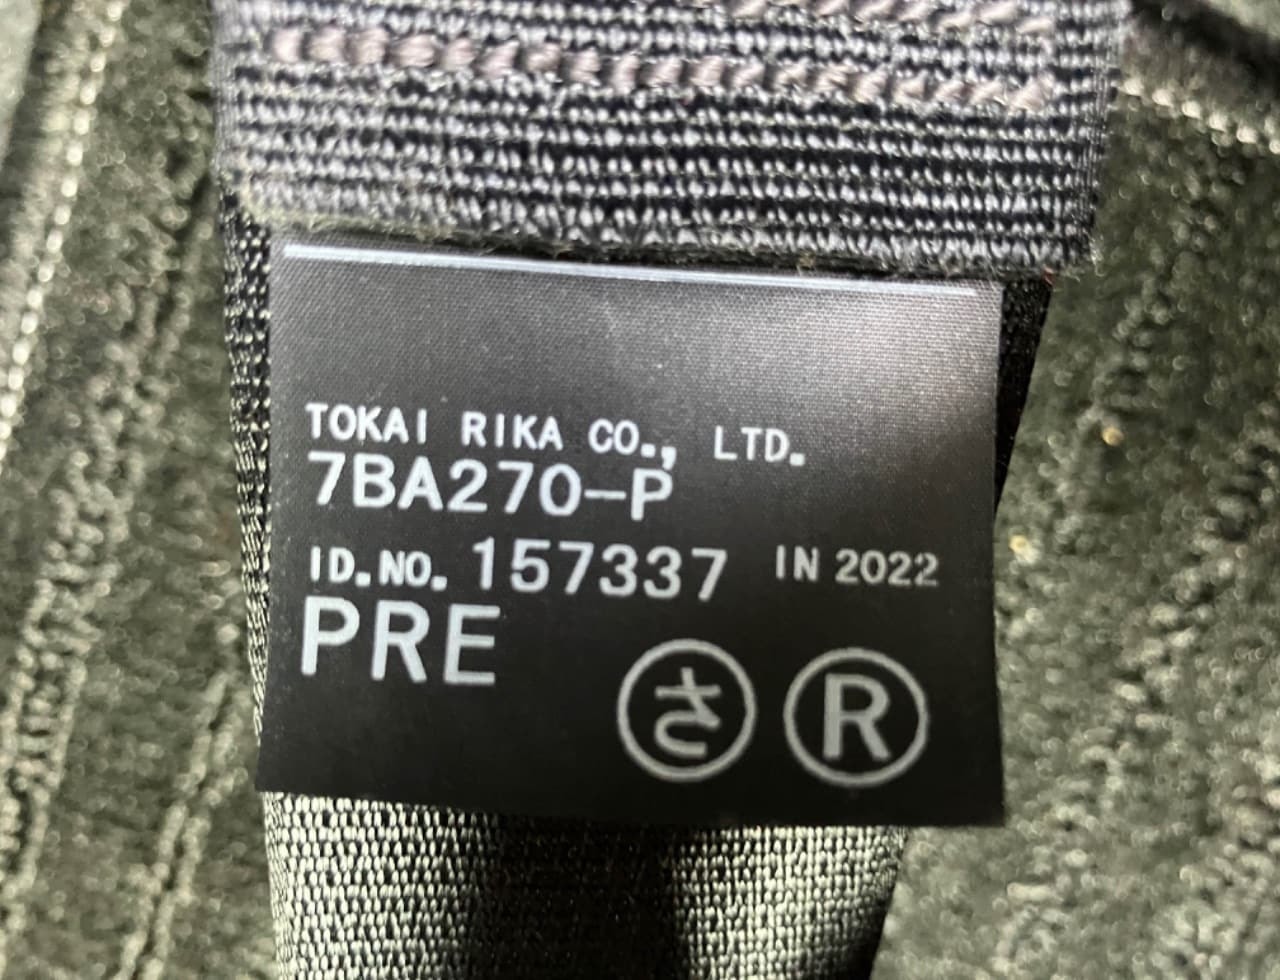 TOKAI RIKA CO., LTD.
7BA270-P
ID.NO. 157337 IN 2022
PRE
さ R